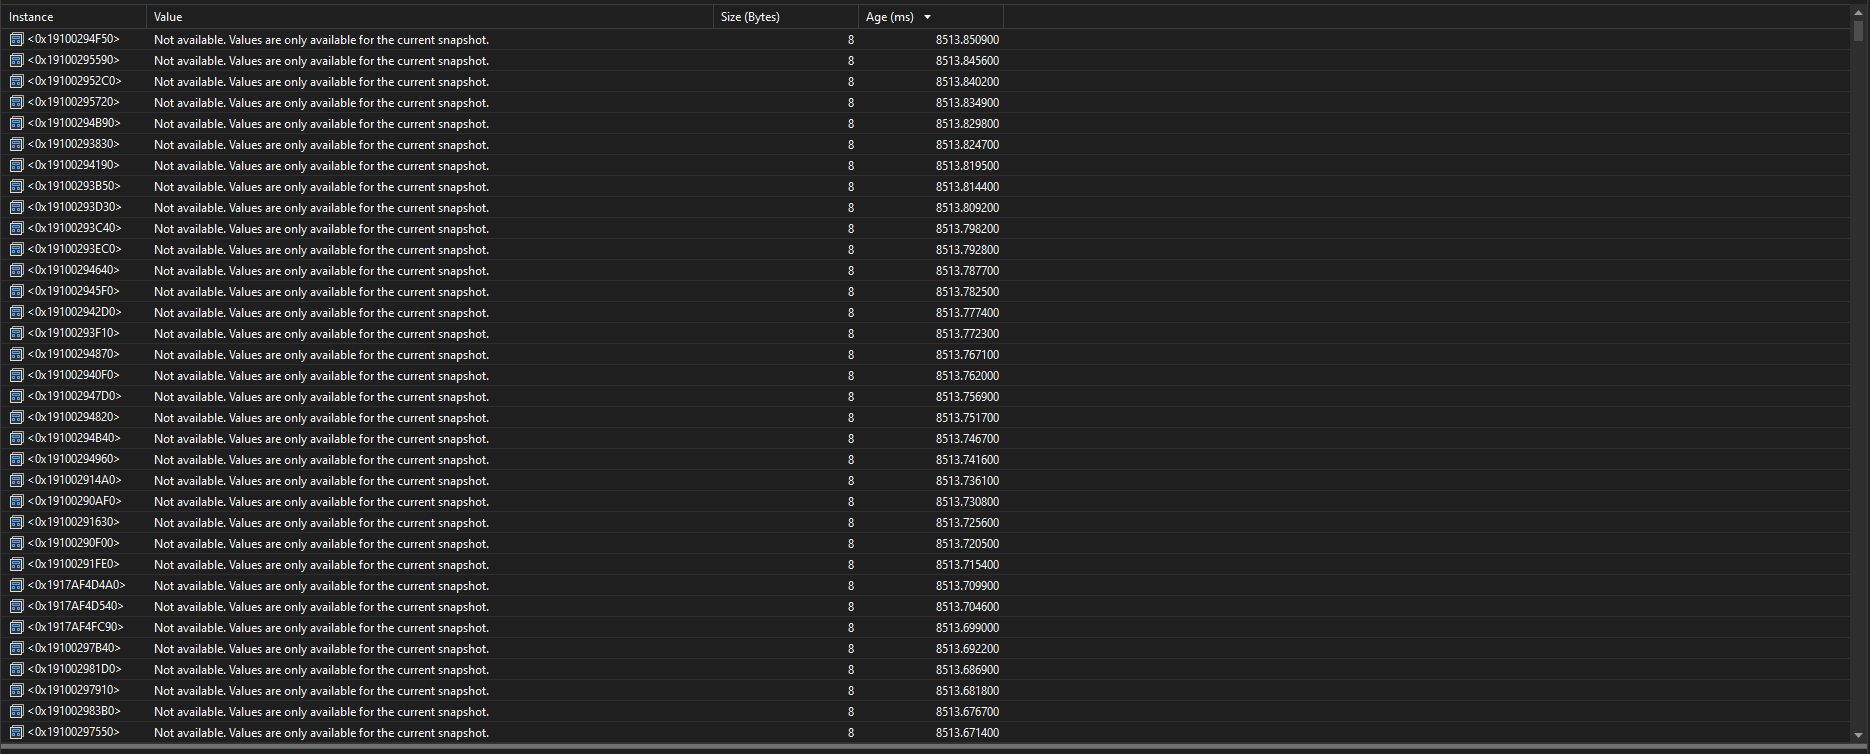 Instance Value Size (Bytes) Age (ms)
<0x19100294F50> Not available. Values are only available for the current snapshot. 8 8513.850900
<0x19100295590> Not available. Values are only available for the current snapshot. 8 8513.845600
<0x191002952C0> Not available. Values are only available for the current snapshot. 8 8513.840200
<0x19100295720> Not available. Values are only available for the current snapshot. 8 8513.834900
<0x19100294B90> Not available. Values are only available for the current snapshot. 8 8513.829800
<0x19100293830> Not available. Values are only available for the current snapshot. 8 8513.824700
<0x19100294190> Not available. Values are only available for the current snapshot. 8 8513.819500
<0x19100293B50> Not available. Values are only available for the current snapshot. 8 8513.814400
<0x19100293D30> Not available. Values are only available for the current snapshot. 8 8513.809200
<0x19100293C40> Not available. Values are only available for the current snapshot. 8 8513.798200
<0x19100293EC0> Not available. Values are only available for the current snapshot. 8 8513.792800
<0x19100294640> Not available. Values are only available for the current snapshot. 8 8513.787700
<0x191002945F0> Not available. Values are only available for the current snapshot. 8 8513.782500
<0x191002942D0> Not available. Values are only available for the current snapshot. 8 8513.777400
<0x19100293F10> Not available. Values are only available for the current snapshot. 8 8513.772300
<0x19100294870> Not available. Values are only available for the current snapshot. 8 8513.767100
<0x191002940F0> Not available. Values are only available for the current snapshot. 8 8513.762000
<0x191002947D0> Not available. Values are only available for the current snapshot. 8 8513.756900
<0x19100294820> Not available. Values are only available for the current snapshot. 8 8513.751700
<0x19100294B40> Not available. Values are only available for the current snapshot. 8 8513.746700
<0x19100294960> Not available. Values are only available for the current snapshot. 8 8513.741600
<0x191002914A0> Not available. Values are only available for the current snapshot. 8 8513.736100
<0x19100290AF0> Not available. Values are only available for the current snapshot. 8 8513.730800
<0x19100291630> Not available. Values are only available for the current snapshot. 8 8513.725600
<0x19100290F00> Not available. Values are only available for the current snapshot. 8 8513.720500
<0x19100291FE0> Not available. Values are only available for the current snapshot. 8 8513.715400
<0x1917AF4D4A0> Not available. Values are only available for the current snapshot. 8 8513.709900
<0x1917AF4D540> Not available. Values are only available for the current snapshot. 8 8513.704600
<0x1917AF4FC90> Not available. Values are only available for the current snapshot. 8 8513.699000
<0x19100297B40> Not available. Values are only available for the current snapshot. 8 8513.692200
<0x191002981D0> Not available. Values are only available for the current snapshot. 8 8513.686900
<0x19100297910> Not available. Values are only available for the current snapshot. 8 8513.681800
<0x191002983B0> Not available. Values are only available for the current snapshot. 8 8513.676700
<0x19100297550> Not available. Values are only available for the current snapshot. 8 8513.671400